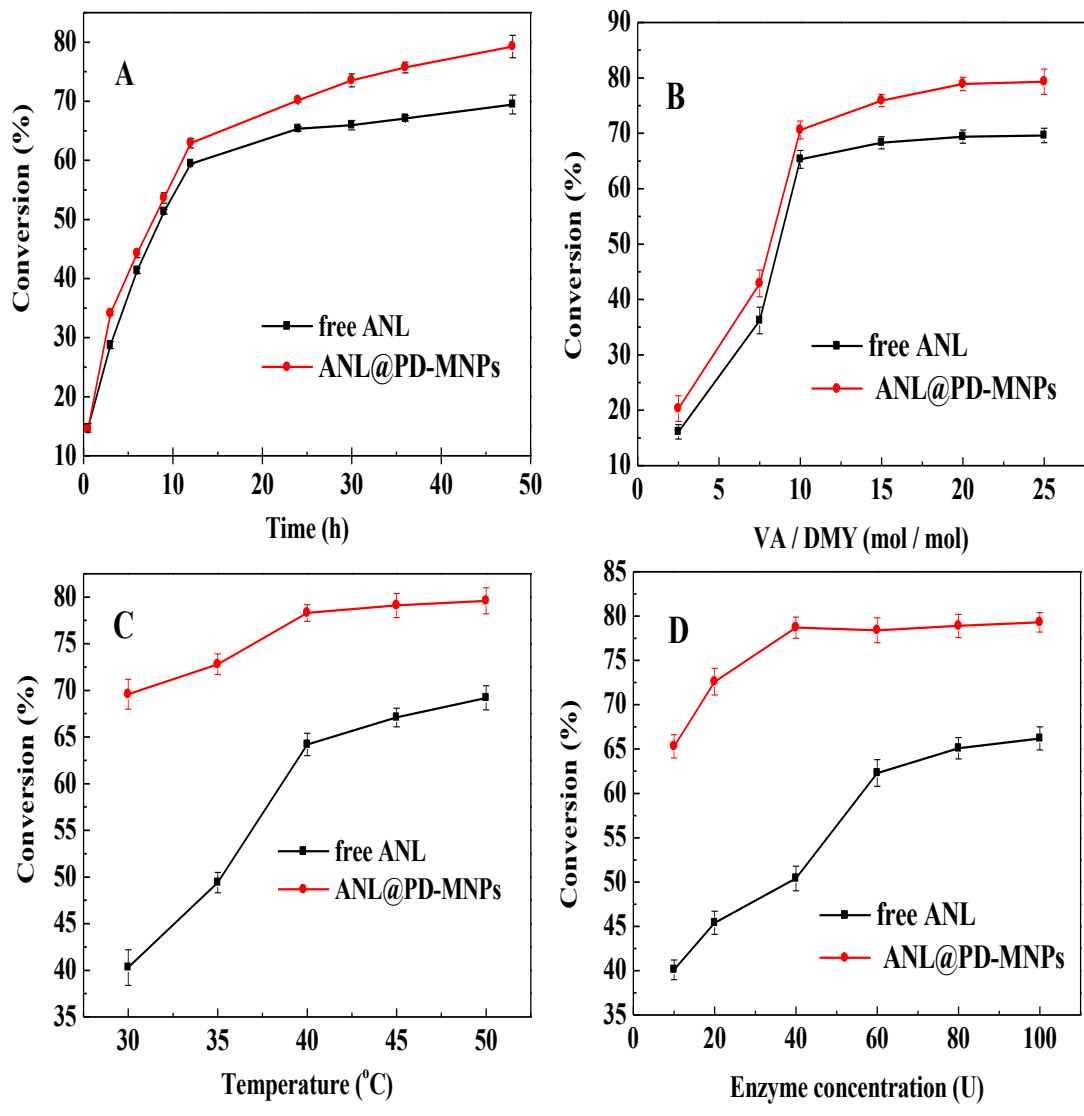 A
Conversion (%)
80
70
60
50
40
30
20
10
free ANL
ANL@PD-MNPs
0 10 20 30 40 50
Time (h)
B
Conversion (%)
90
80
70
60
50
40
30
20
10
free ANL
ANL@PD-MNPs
0 5 10 15 20 25
VA / DMY (mol / mol)
C
Conversion (%)
80
75
70
65
60
55
50
45
40
35
free ANL
ANL@PD-MNPs
30 35 40 45 50
Temperature (°C)
D
Conversion (%)
85
80
75
70
65
60
55
50
45
40
35
free ANL
ANL@PD-MNPs
0 20 40 60 80 100
Enzyme concentration (U)